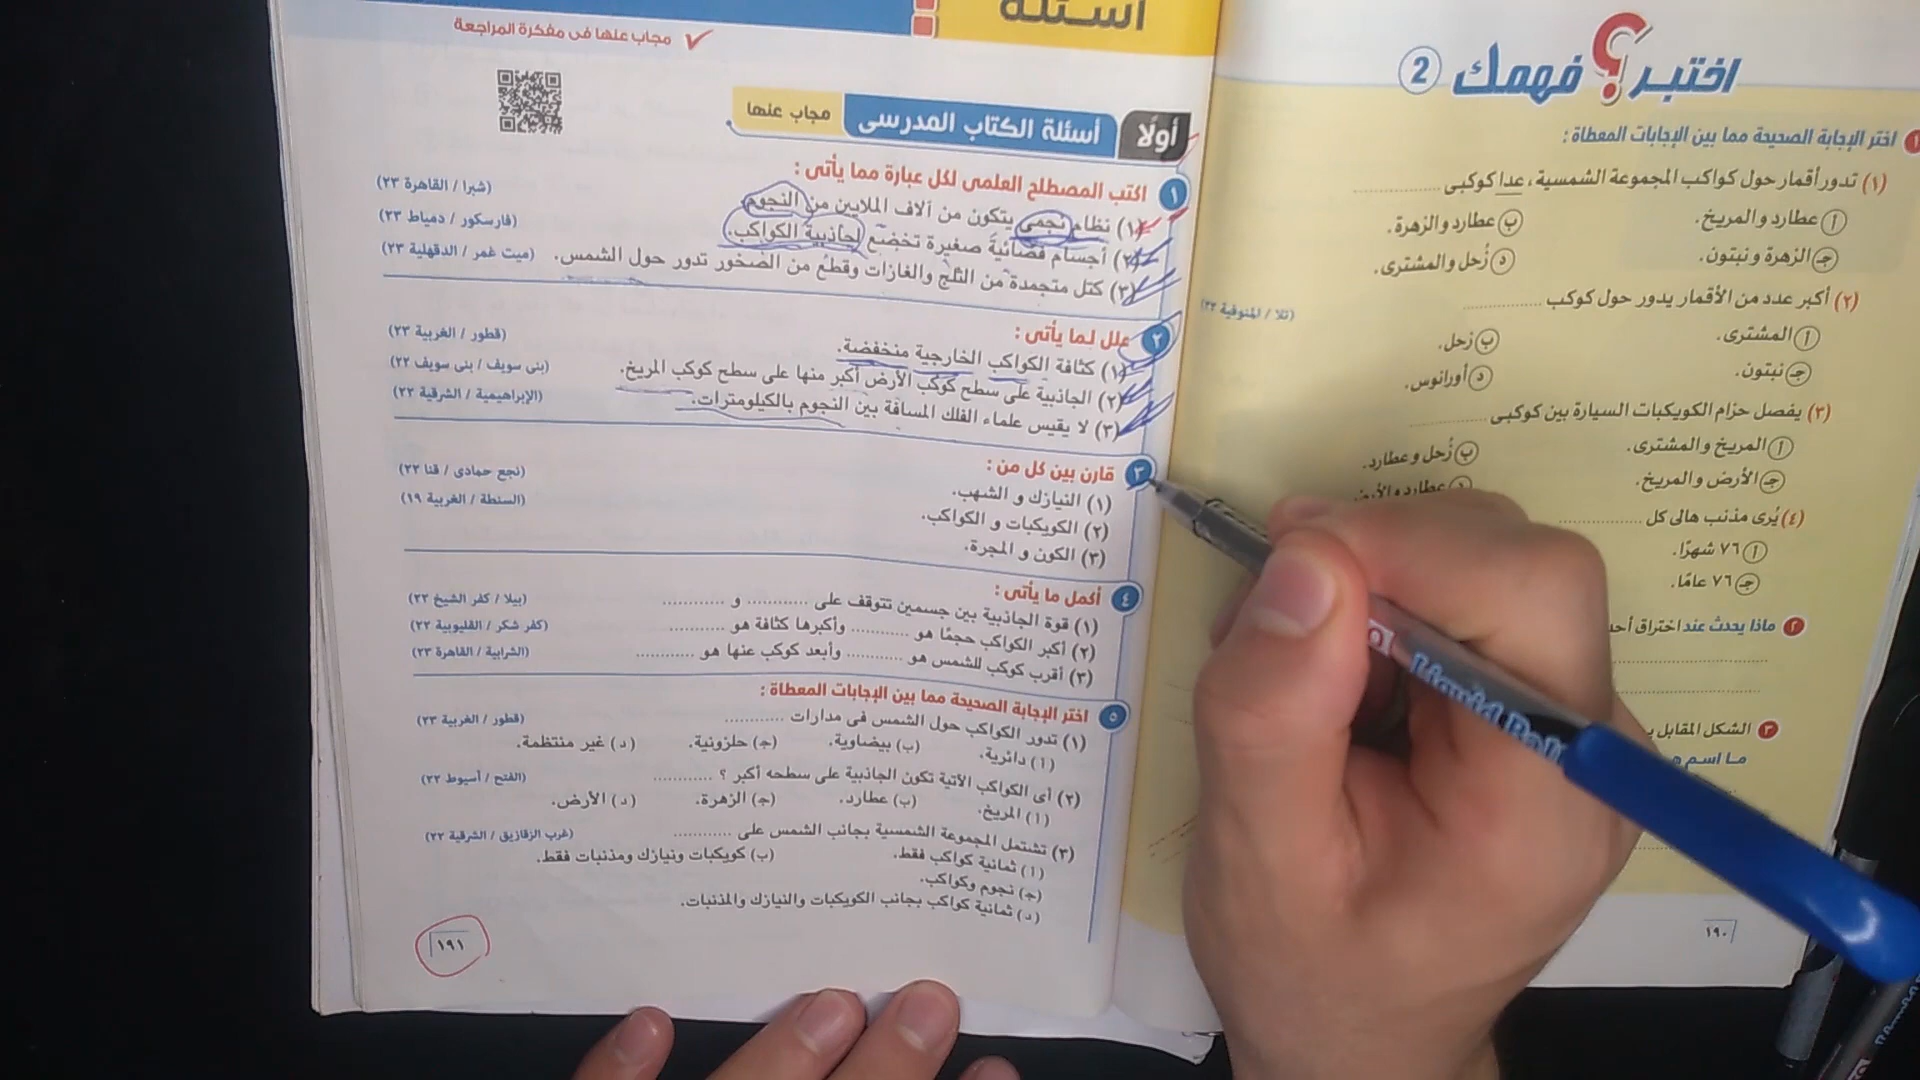 أسئلة
✓ مجاب عنها فى مفكرة المراجعة
أولًا أسئلة الكتاب المدرسى مجاب عنها
١ اكتب المصطلح العلمى لكل عبارة مما يأتى :
(١) نظام نجمى يتكون من آلاف الملايين من النجوم. (شبرا / القاهرة ٢٣)
(٢) أجسام فضائية صغيرة تخضع لجاذبية الكواكب. (فارسكور / دمياط ٢٣)
(٣) كتل متجمدة من الثلج والغازات وقطع من الصخور تدور حول الشمس. (ميت غمر / الدقهلية ٢٣)
٢ علل لما يأتى :
(١) كثافة الكواكب الخارجية منخفضة. (قطور / الغربية ٢٣)
(٢) الجاذبية على سطح كوكب الأرض أكبر منها على سطح كوكب المريخ. (بنى سويف / بنى سويف ٢٢)
(٣) لا يقيس علماء الفلك المسافة بين النجوم بالكيلومترات. (الإبراهيمية / الشرقية ٢٢)
٣ قارن بين كل من :
(١) النيازك و الشهب. (نجع حمادى / قنا ٢٢)
(٢) الكويكبات و الكواكب. (السنطة / الغربية ١٩)
(٣) الكون و المجرة.
٤ أكمل ما يأتى :
(١) قوة الجاذبية بين جسمين تتوقف على ............ و ............ (بيلا / كفر الشيخ ٢٢)
(٢) أكبر الكواكب حجمًا هو ............ وأكبرها كثافة هو ............ (كفر شكر / القليوبية ٢٢)
(٣) أقرب كوكب للشمس هو ............ وأبعد كوكب عنها هو ............ (الشرابية / القاهرة ٢٣)
٥ اختر الإجابة الصحيحة مما بين الإجابات المعطاة :
(١) تدور الكواكب حول الشمس فى مدارات ............ (قطور / الغربية ٢٣)
(أ) دائرية. (ب) بيضاوية. (ج) حلزونية. (د) غير منتظمة.
(٢) أى الكواكب الآتية تكون الجاذبية على سطحه أكبر ؟ ............ (الفتح / أسيوط ٢٢)
(أ) المريخ. (ب) عطارد. (ج) الزهرة. (د) الأرض.
(٣) تشتمل المجموعة الشمسية بجانب الشمس على ............ (غرب الزقازيق / الشرقية ٢٢)
(أ) ثمانية كواكب فقط. (ب) كويكبات ونيازك ومذنبات فقط.
(ج) نجوم وكواكب.
(د) ثمانية كواكب بجانب الكويكبات والنيازك والمذنبات.
١٩١
اختبر ؟ فهمك 2
١ اختر الإجابة الصحيحة مما بين الإجابات المعطاة :
(١) تدور أقمار حول كواكب المجموعة الشمسية، عدا كوكبى ............
أ عطارد والمريخ. ب عطارد والزهرة.
ج الزهرة ونبتون. د زُحل والمشترى.
(٢) أكبر عدد من الأقمار يدور حول كوكب ............ (تلا / المنوفية ٢٢)
أ المشترى. ب زحل.
ج نبتون. د أورانوس.
(٣) يفصل حزام الكويكبات السيارة بين كوكبى ............
أ المريخ والمشترى. ب زُحل وعطارد.
ج الأرض والمريخ. د عطارد والأرض
(٤) يُرى مذنب هالى كل ............
أ ٧٦ شهرًا.
ج ٧٦ عامًا.
٢ ماذا يحدث عند اختراق أحد
٣ الشكل المقابل
ما اسم
١٩٠